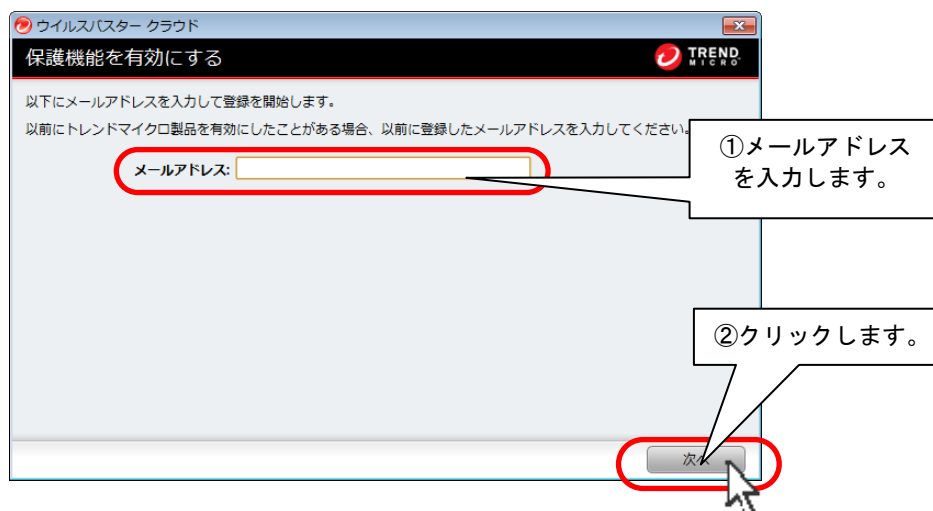 ウイルスバスター クラウド
保護機能を有効にする
TREND
MICRO
以下にメールアドレスを入力して登録を開始します。
以前にトレンドマイクロ製品を有効にしたことがある場合、以前に登録したメールアドレスを入力してください。
①メールアドレス
を入力します。
メールアドレス:
②クリックします。
次へ